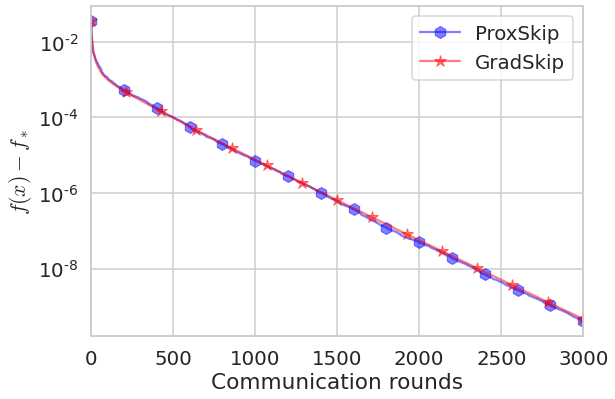 ProxSkip
GradSkip
10^{-2}
10^{-4}
10^{-6}
10^{-8}
f(x) − f_*
0 500 1000 1500 2000 2500 3000
Communication rounds